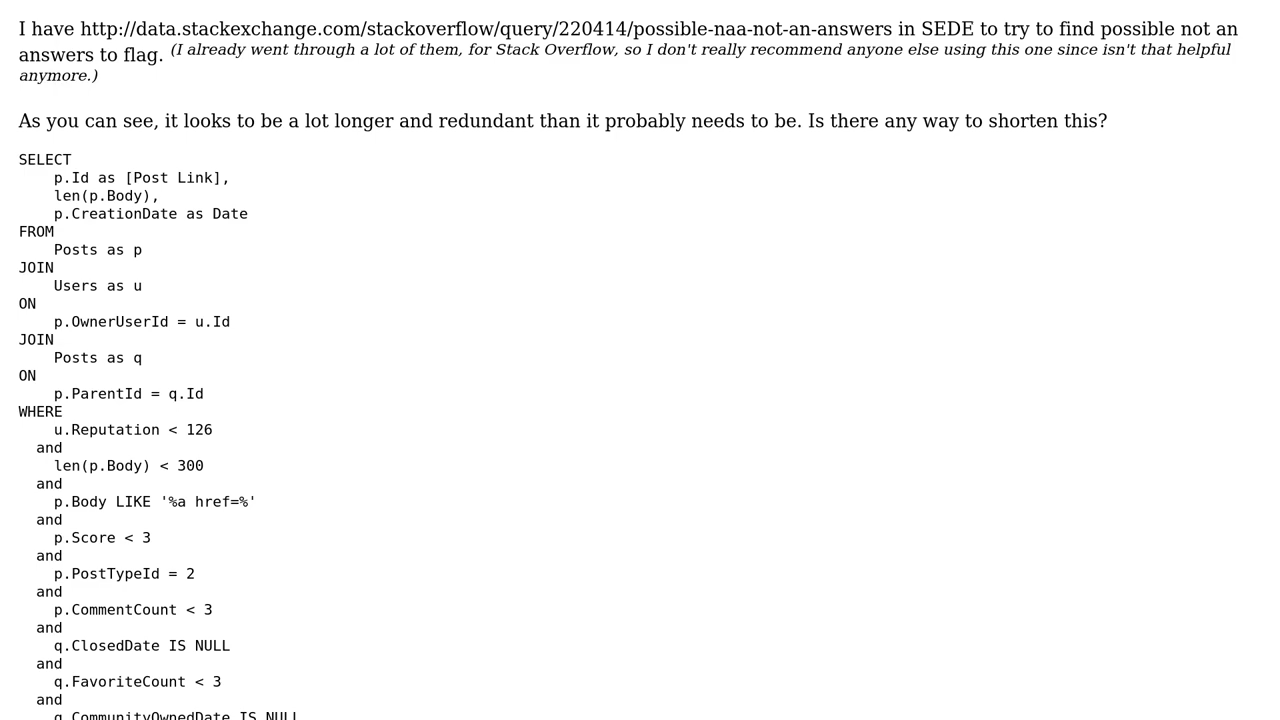 I have http://data.stackexchange.com/stackoverflow/query/220414/possible-naa-not-an-answers in SEDE to try to find possible not an
answers to flag. (I already went through a lot of them, for Stack Overflow, so I don't really recommend anyone else using this one since isn't that helpful
anymore.)
As you can see, it looks to be a lot longer and redundant than it probably needs to be. Is there any way to shorten this?
SELECT
    p.Id as [Post Link],
    len(p.Body),
    p.CreationDate as Date
FROM
    Posts as p
JOIN
    Users as u
ON
    p.OwnerUserId = u.Id
JOIN
    Posts as q
ON
    p.ParentId = q.Id
WHERE
    u.Reputation < 126
  and
    len(p.Body) < 300
  and
    p.Body LIKE '%a href=%'
  and
    p.Score < 3
  and
    p.PostTypeId = 2
  and
    p.CommentCount < 3
  and
    q.ClosedDate IS NULL
  and
    q.FavoriteCount < 3
  and
    q.CommunityOwnedDate IS NULL